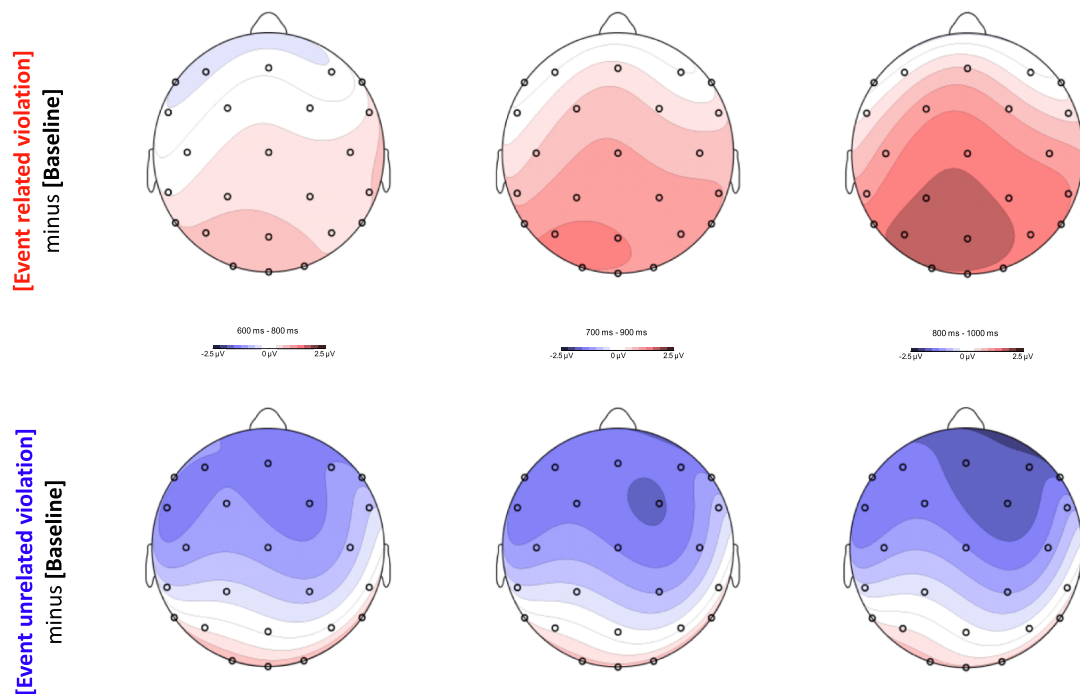 [Event related violation]
minus [Baseline]
600 ms - 800 ms
-2.5 µV 0 µV 2.5 µV
700 ms - 900 ms
-2.5 µV 0 µV 2.5 µV
800 ms - 1000 ms
-2.5 µV 0 µV 2.5 µV
[Event unrelated violation]
minus [Baseline]